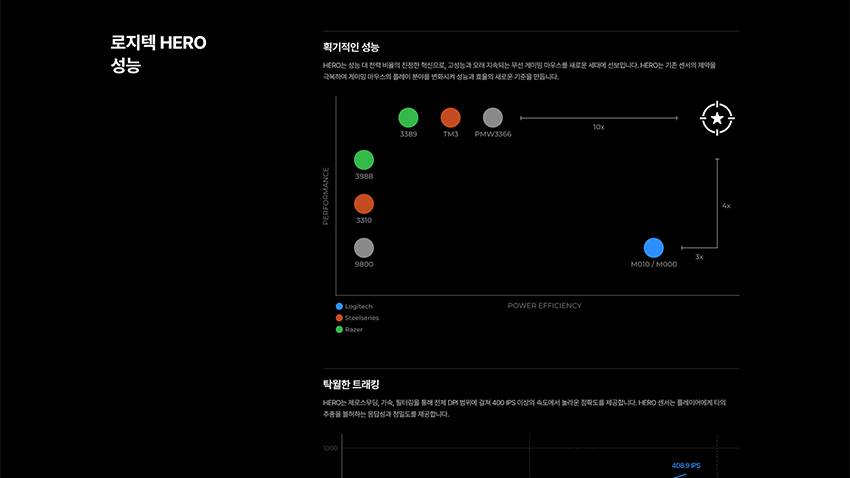 로지텍 HERO
성능
획기적인 성능
HERO는 성능 대 전력 비율의 진정한 혁신으로, 고성능과 오래 지속되는 무선 게이밍 마우스를 새로운 세대에 선보입니다. HERO는 기존 센서의 제약을
극복하여 게이밍 마우스의 플레이 분야를 변화시켜 성능과 효율의 새로운 기준을 만듭니다.
3389
TM3
PMW3366
10x
3988
PERFORMANCE
3310
4x
9800
M010 / M000
3x
POWER EFFICIENCY
Logitech
Steelseries
Razer
탁월한 트래킹
HERO는 제로스무딩, 가속, 필터링을 통해 전체 DPI 범위에 걸쳐 400 IPS 이상의 속도에서 놀라운 정확도를 제공합니다. HERO 센서는 플레이어에게 타의
추종을 불허하는 응답성과 정밀도를 제공합니다.
1000
408.9 IPS